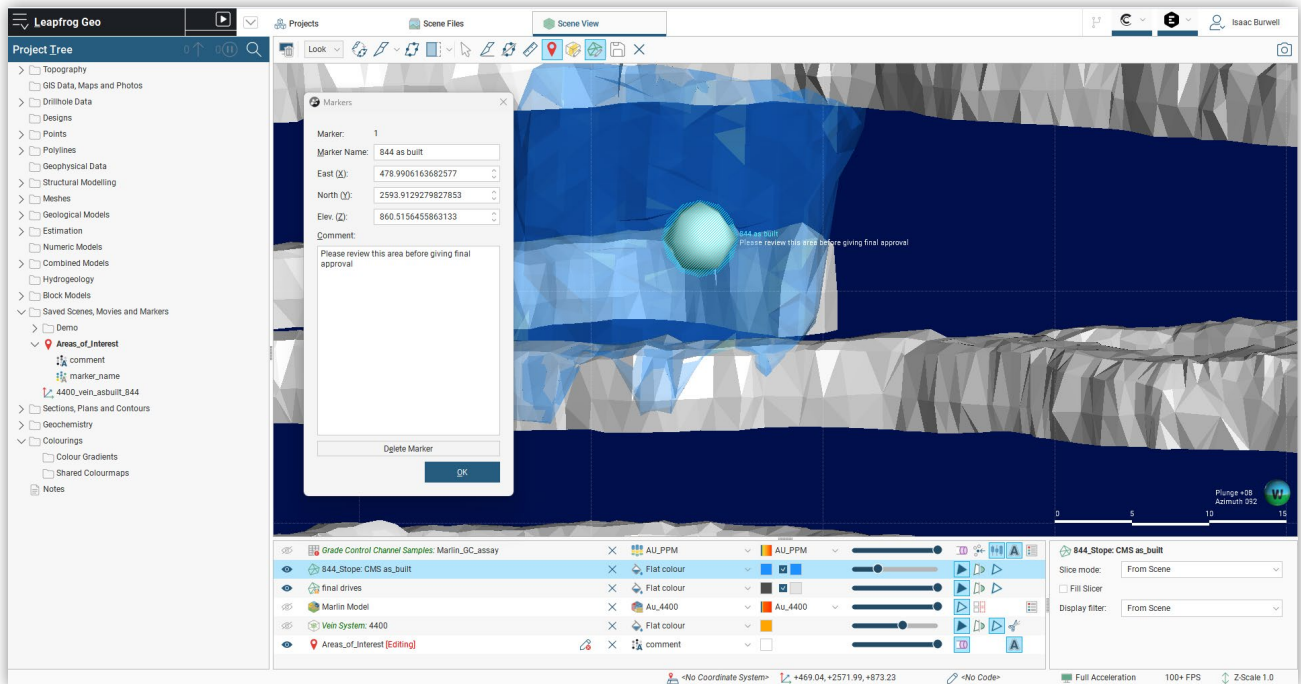 Leapfrog Geo
Projects
Scene Files
Scene View
Isaac Burwell
Project Tree
0
0
Look
Topography
GIS Data, Maps and Photos
Drillhole Data
Designs
Points
Polylines
Geophysical Data
Structural Modelling
Meshes
Geological Models
Estimation
Numeric Models
Combined Models
Hydrogeology
Block Models
Saved Scenes, Movies and Markers
Demo
Areas_of_Interest
comment
marker_name
4400_vein_asbuilt_844
Sections, Plans and Contours
Geochemistry
Colourings
Colour Gradients
Shared Colourmaps
Notes
Markers
Marker: 1
Marker Name: 844 as built
East (X): 478.9906163682577
North (Y): 2593.9129279827853
Elev. (Z): 860.5156455863133
Comment:
Please review this area before giving final
approval
Delete Marker
OK
844 as built
Please review this area before giving final approval
Plunge +08
Azimuth 092
W
0 5 10 15
Grade Control Channel Samples: Marlin_GC_assay AU_PPM AU_PPM A
844_Stope: CMS as_built Flat colour
final drives Flat colour
Marlin Model Au_4400 Au_4400
Vein System: 4400 Flat colour
Areas_of_Interest [Editing] comment A
844_Stope: CMS as_built
Slice mode: From Scene
Fill Slicer
Display filter: From Scene
<No Coordinate System> +469.04, +2571.99, +873.23 <No Code> Full Acceleration 100+ FPS Z-Scale 1.0